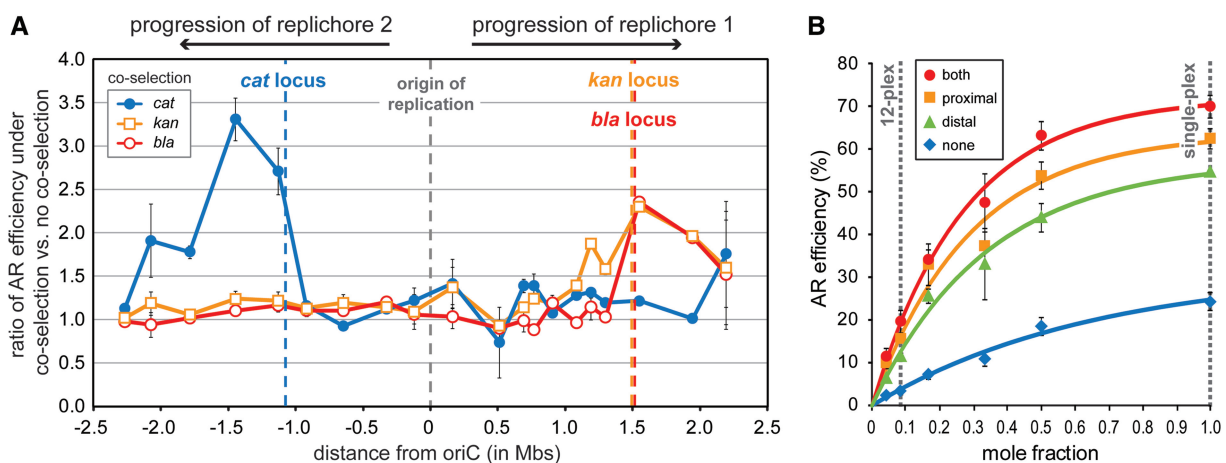 A
progression of replichore 2
progression of replichore 1
ratio of AR efficiency under
co-selection vs. no co-selection
4.0
3.5
3.0
2.5
2.0
1.5
1.0
0.5
0.0
co-selection
cat
kan
bla
cat locus
origin of
replication
kan locus
bla locus
-2.5
-2.0
-1.5
-1.0
-0.5
0
0.5
1.0
1.5
2.0
2.5
distance from oriC (in Mbs)
B
AR efficiency (%)
80
70
60
50
40
30
20
10
0
12-plex
both
proximal
distal
none
single-plex
0
0.1
0.2
0.3
0.4
0.5
0.6
0.7
0.8
0.9
1.0
mole fraction